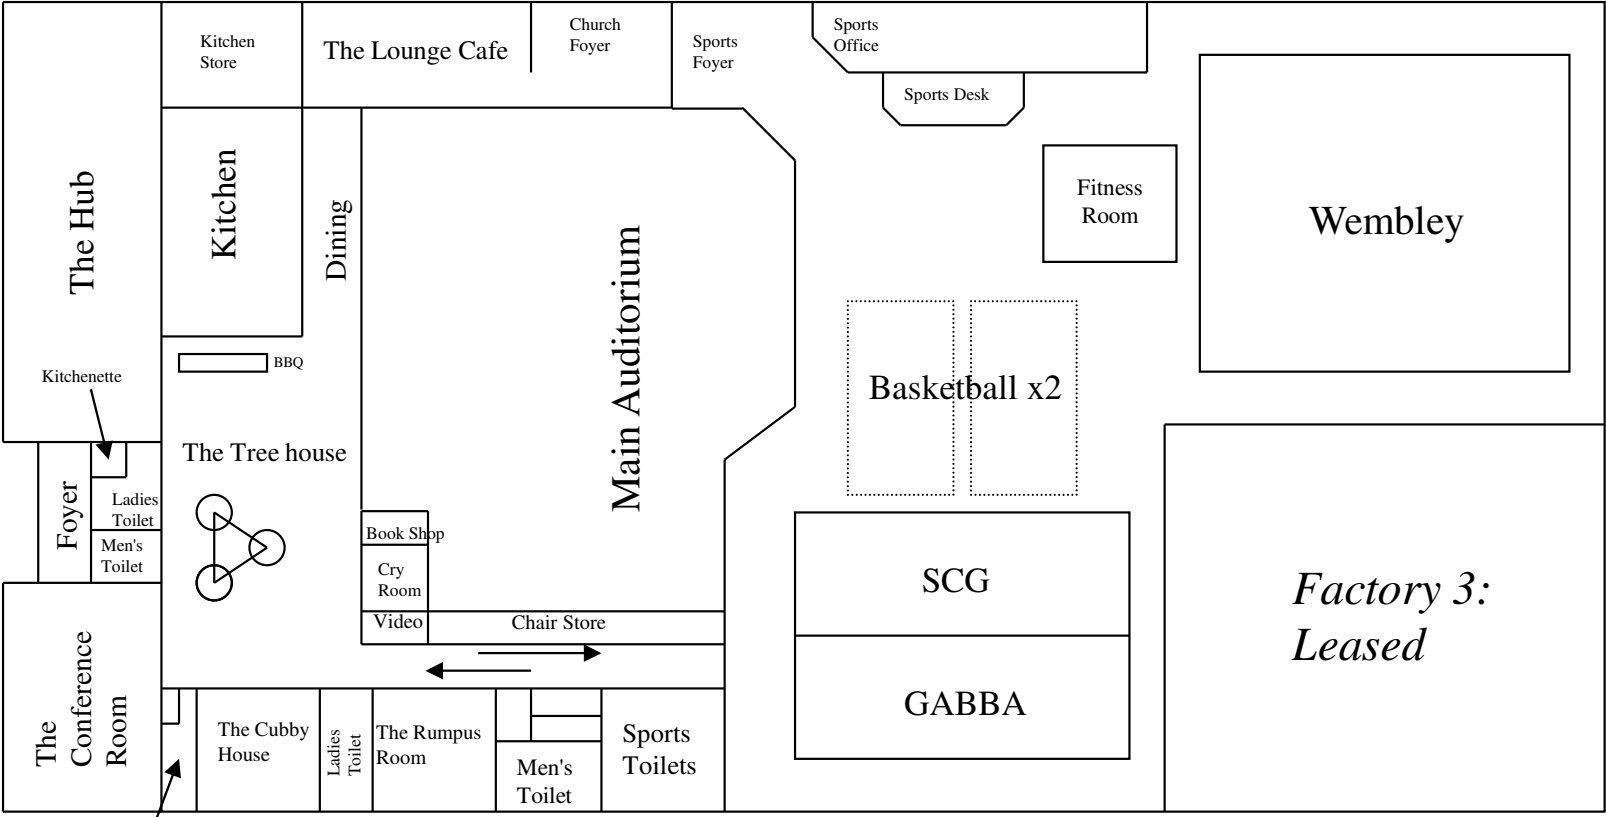 Kitchen
Store
The Lounge Cafe
Church
Foyer
Sports
Foyer
Sports
Office
Sports Desk
The Hub
Kitchen
Dining
Main Auditorium
Fitness
Room
Wembley
BBQ
Kitchenette
Basketball x2
The Tree house
Foyer
Ladies
Toilet
Men's
Toilet
Book Shop
Cry
Room
Video
Chair Store
SCG
GABBA
Factory 3:
Leased
The
Conference
Room
The Cubby
House
Ladies
Toilet
The Rumpus
Room
Men's
Toilet
Sports
Toilets